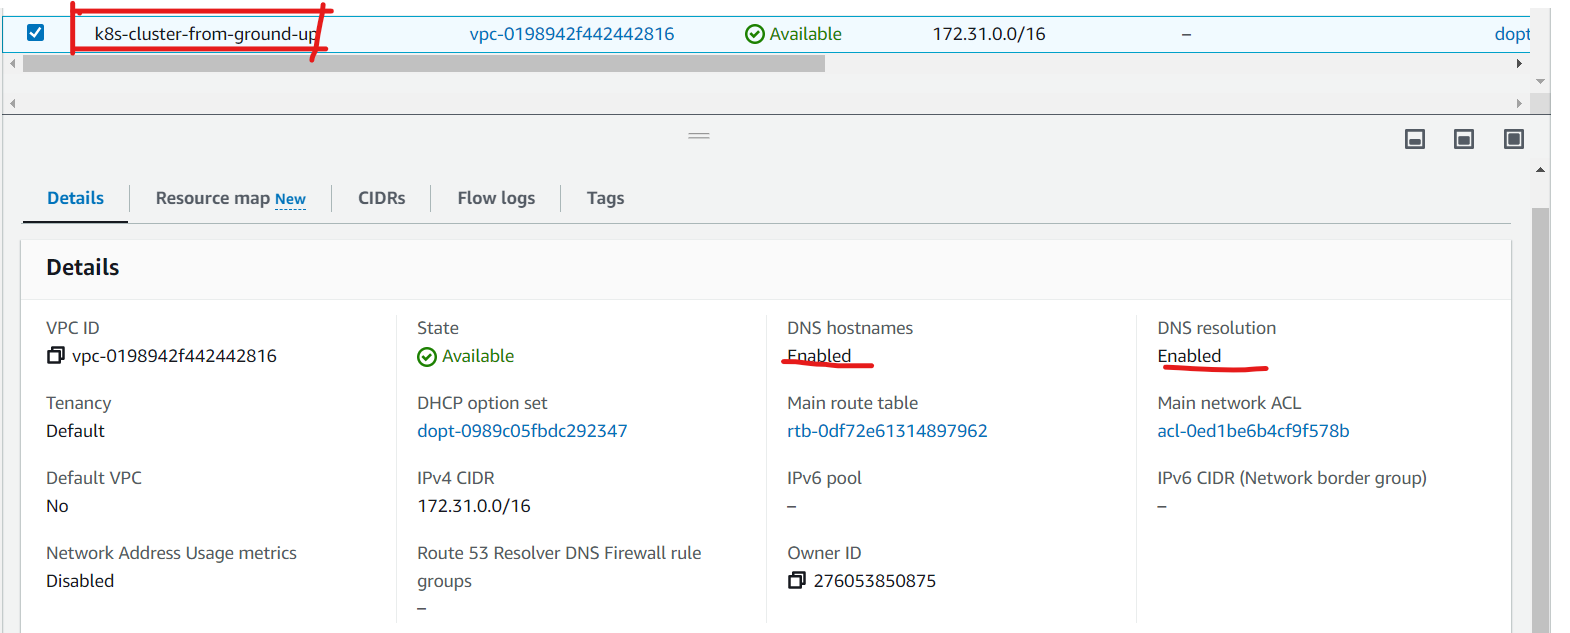 k8s-cluster-from-ground-up vpc-0198942f442442816 Available 172.31.0.0/16 – dopt
Details Resource map New CIDRs Flow logs Tags
Details
VPC ID State DNS hostnames DNS resolution
vpc-0198942f442442816 Available Enabled Enabled
Tenancy DHCP option set Main route table Main network ACL
Default dopt-0989c05fbdc292347 rtb-0df72e61314897962 acl-0ed1be6b4cf9f578b
Default VPC IPv4 CIDR IPv6 pool IPv6 CIDR (Network border group)
No 172.31.0.0/16 – –
Network Address Usage metrics Route 53 Resolver DNS Firewall rule Owner ID
Disabled groups 276053850875
–